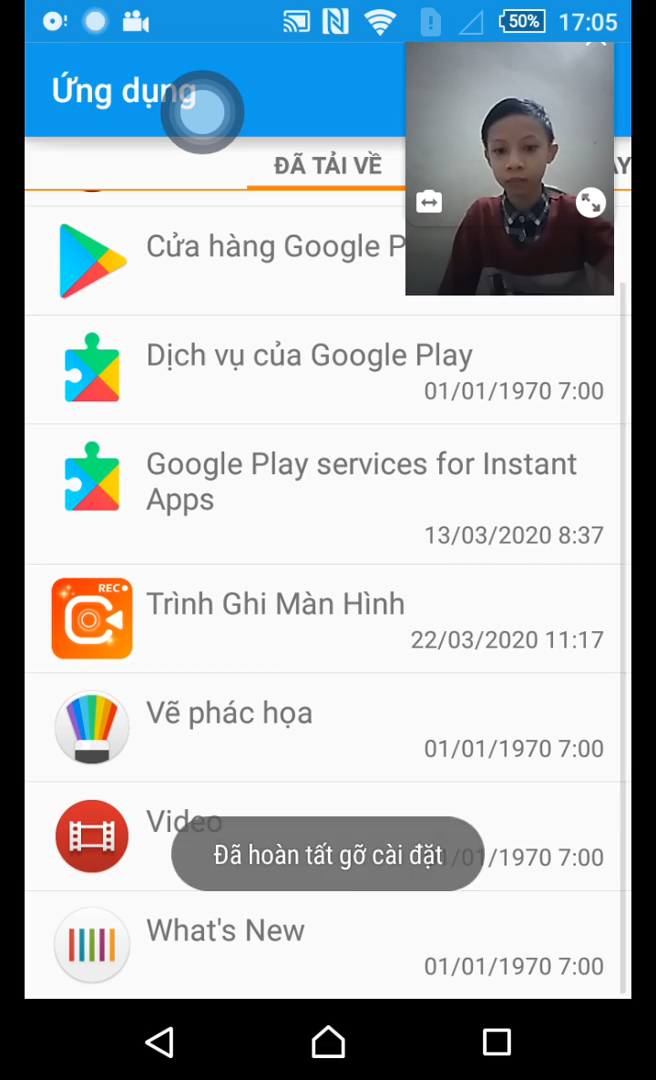 50%
17:05
Ứng dụng
ĐÃ TẢI VỀ
AY
Cửa hàng Google P
Dịch vụ của Google Play
01/01/1970 7:00
Google Play services for Instant
Apps
13/03/2020 8:37
REC
Trình Ghi Màn Hình
22/03/2020 11:17
Vẽ phác họa
01/01/1970 7:00
Video
Đã hoàn tất gỡ cài đặt
/01/1970 7:00
What's New
01/01/1970 7:00